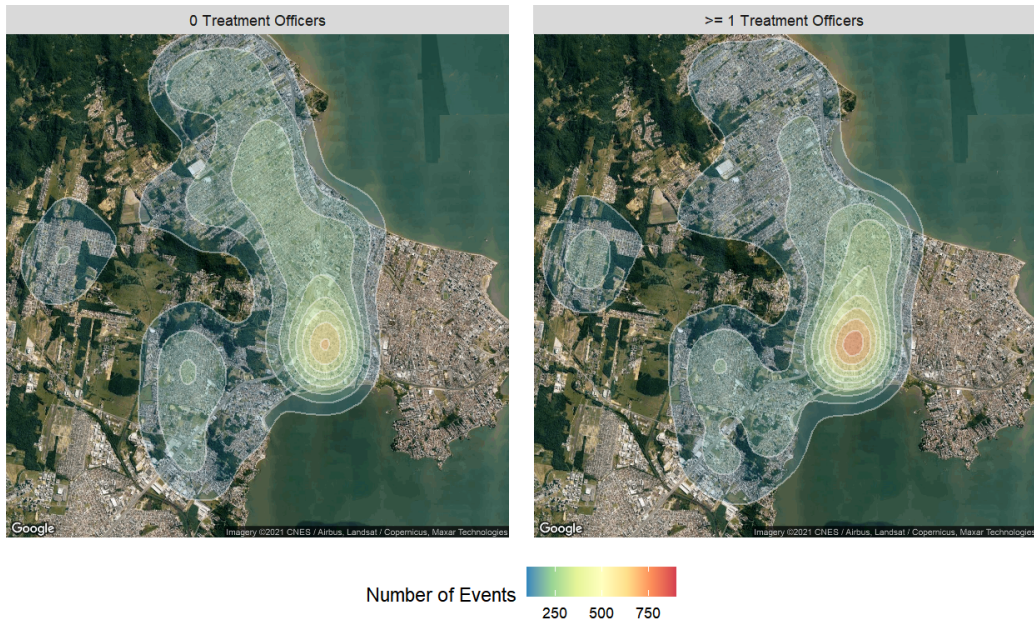 0 Treatment Officers
>= 1 Treatment Officers
Google
Imagery ©2021 CNES / Airbus, Landsat / Copernicus, Maxar Technologies
Google
Imagery ©2021 CNES / Airbus, Landsat / Copernicus, Maxar Technologies
Number of Events
250 500 750